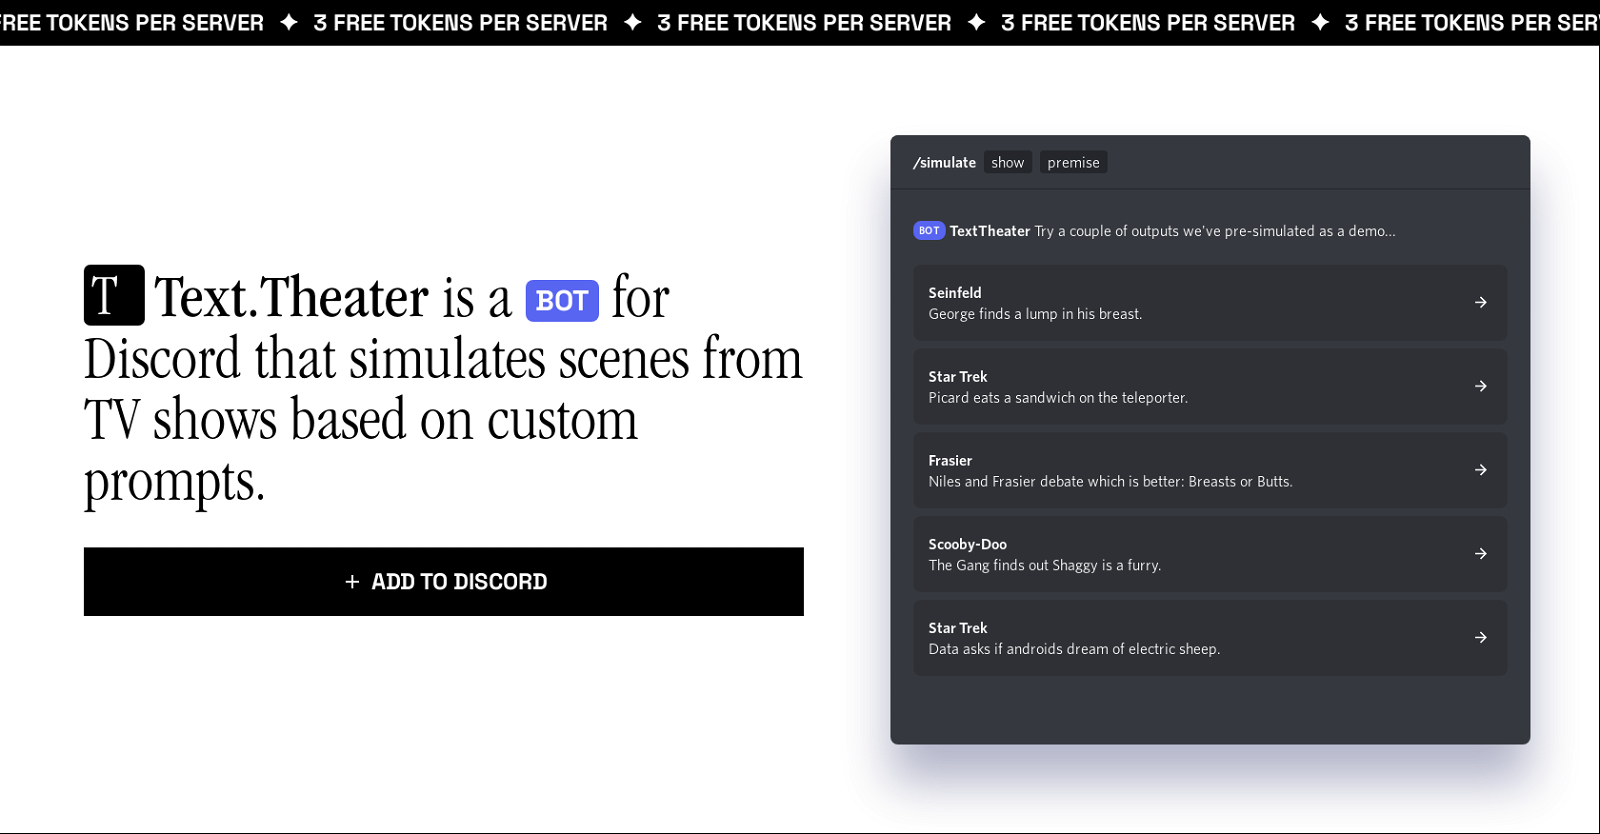 FREE TOKENS PER SERVER ✦ 3 FREE TOKENS PER SERVER ✦ 3 FREE TOKENS PER SERVER ✦ 3 FREE TOKENS PER SERVER ✦ 3 FREE TOKENS PER SER
T Text.Theater is a BOT for
Discord that simulates scenes from
TV shows based on custom
prompts.
+ ADD TO DISCORD
/simulate show premise
BOT TextTheater Try a couple of outputs we've pre-simulated as a demo...
Seinfeld
George finds a lump in his breast.
Star Trek
Picard eats a sandwich on the teleporter.
Frasier
Niles and Frasier debate which is better: Breasts or Butts.
Scooby-Doo
The Gang finds out Shaggy is a furry.
Star Trek
Data asks if androids dream of electric sheep.